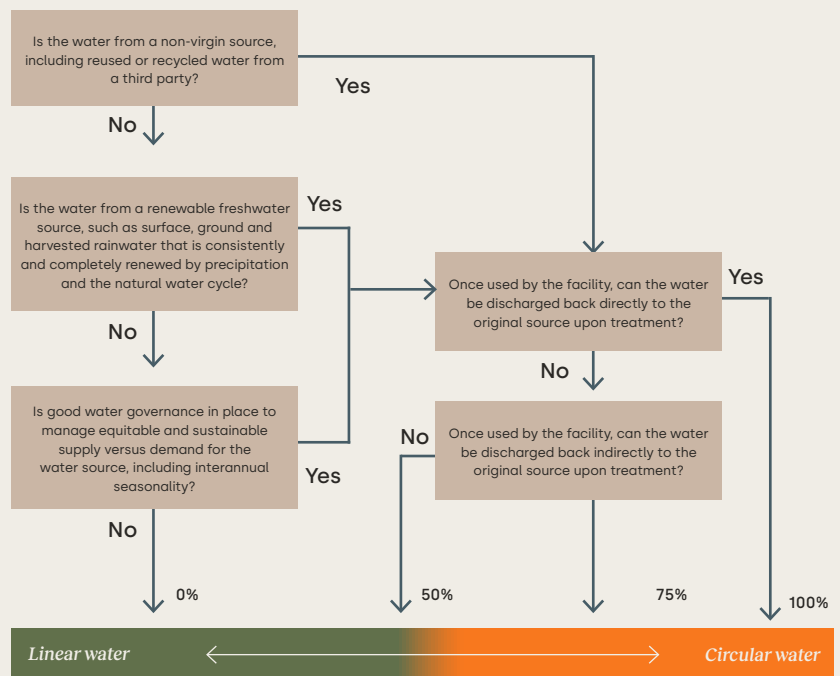 Is the water from a non-virgin source,
including reused or recycled water from
a third party?
Yes
No
Is the water from a renewable freshwater
source, such as surface, ground and
harvested rainwater that is consistently
and completely renewed by precipitation
and the natural water cycle?
Yes
No
Once used by the facility, can the water
be discharged back directly to the
original source upon treatment?
Yes
No
Is good water governance in place to
manage equitable and sustainable
supply versus demand for the
water source, including interannual
seasonality?
Yes
No
Once used by the facility, can the water
be discharged back indirectly to the
original source upon treatment?
No
0%
50%
75%
100%
Linear water
Circular water